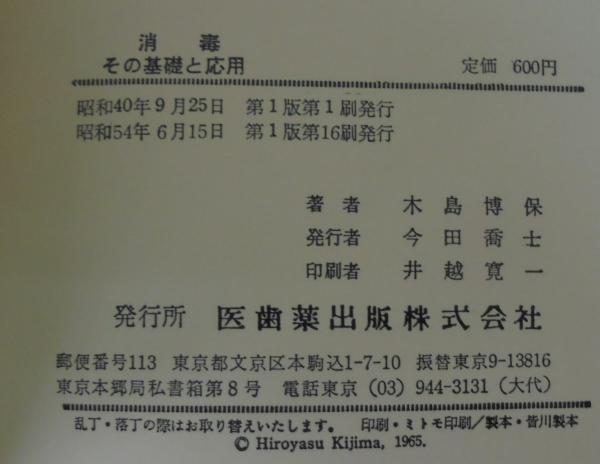 消毒
その基礎と応用 定価 600円
昭和40年9月25日 第1版第1刷発行
昭和54年6月15日 第1版第16刷発行
著者 木島博保
発行者 今田喬士
印刷者 井越寛一
発行所 医歯薬出版株式会社
郵便番号113 東京都文京区本駒込1-7-10 振替東京9-13816
東京本郷局私書箱第8号 電話東京 (03) 944-3131 (大代)
乱丁・落丁の際はお取り替えいたします。 印刷・ミトモ印刷/製本・皆川製本
© Hiroyasu Kijima, 1965.